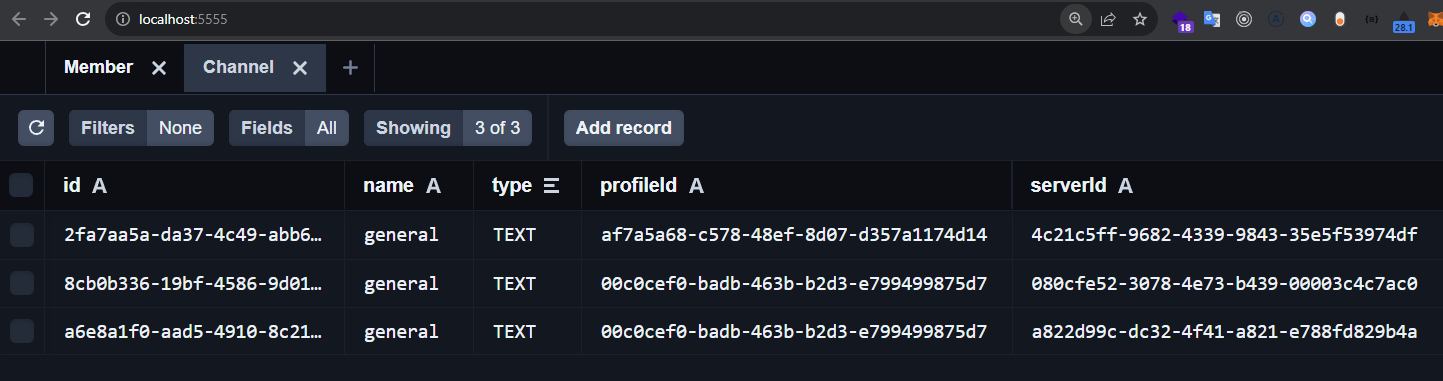 localhost:5555
18
28.1
Member Channel
Filters None Fields All Showing 3 of 3 Add record
id A name A type profileId A serverId A
2fa7aa5a-da37-4c49-abb6… general TEXT af7a5a68-c578-48ef-8d07-d357a1174d14 4c21c5ff-9682-4339-9843-35e5f53974df
8cb0b336-19bf-4586-9d01… general TEXT 00c0cef0-badb-463b-b2d3-e799499875d7 080cfe52-3078-4e73-b439-00003c4c7ac0
a6e8a1f0-aad5-4910-8c21… general TEXT 00c0cef0-badb-463b-b2d3-e799499875d7 a822d99c-dc32-4f41-a821-e788fd829b4a